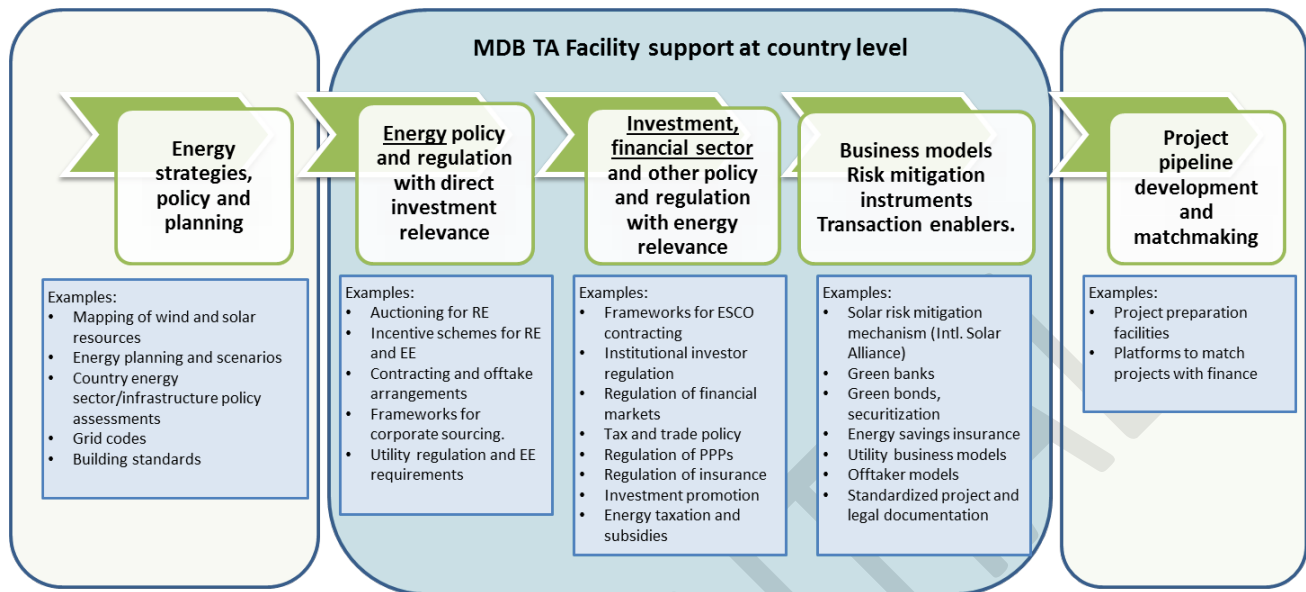 MDB TA Facility support at country level
Energy
strategies,
policy and
planning
Examples:
• Mapping of wind and solar
resources
• Energy planning and scenarios
• Country energy
sector/infrastructure policy
assessments
• Grid codes
• Building standards
Energy policy
and regulation
with direct
investment
relevance
Examples:
• Auctioning for RE
• Incentive schemes for RE
and EE
• Contracting and offtake
arrangements
• Frameworks for
corporate sourcing.
• Utility regulation and EE
requirements
Investment,
financial sector
and other policy
and regulation
with energy
relevance
Examples:
• Frameworks for ESCO
contracting
• Institutional investor
regulation
• Regulation of financial
markets
• Tax and trade policy
• Regulation of PPPs
• Regulation of insurance
• Investment promotion
• Energy taxation and
subsidies
Business models
Risk mitigation
instruments
Transaction enablers.
Examples:
• Solar risk mitigation
mechanism (Intl. Solar
Alliance)
• Green banks
• Green bonds,
securitization
• Energy savings insurance
• Utility business models
• Offtaker models
• Standardized project and
legal documentation
Project
pipeline
development
and
matchmaking
Examples:
• Project preparation
facilities
• Platforms to match
projects with finance